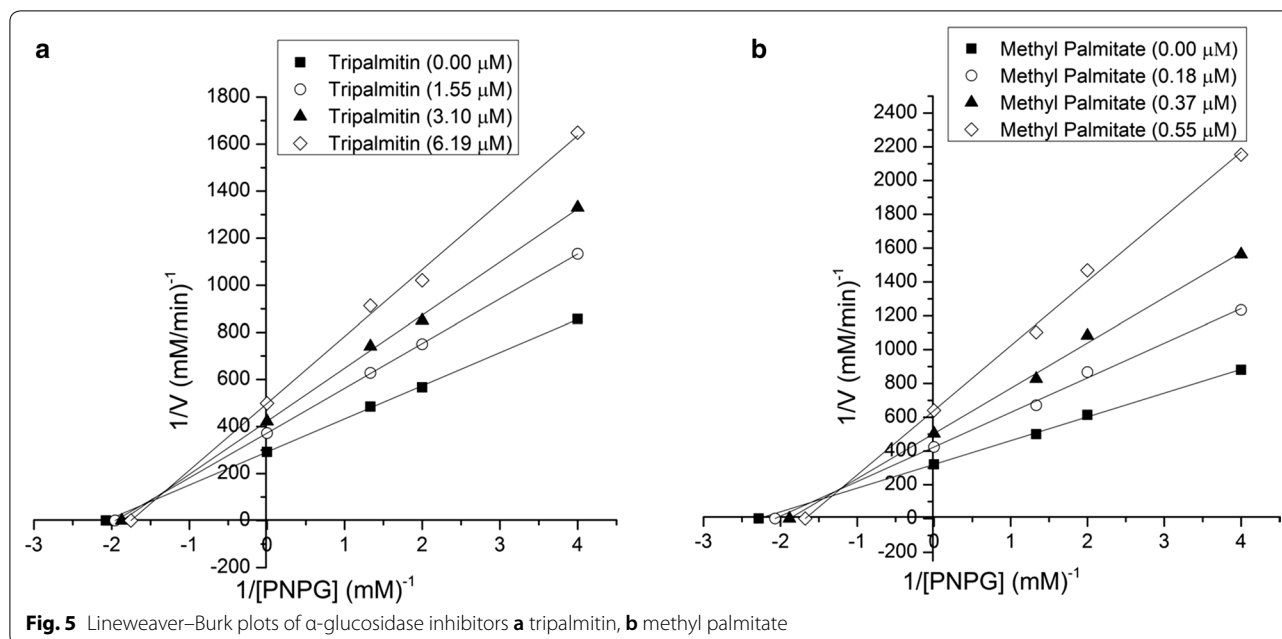 a
Tripalmitin (0.00 μM)
Tripalmitin (1.55 μM)
Tripalmitin (3.10 μM)
Tripalmitin (6.19 μM)
1/V (mM/min)⁻¹
1800
1600
1400
1200
1000
800
600
400
200
0
-200
-3
-2
-1
0
1
2
3
4
1/[PNPG] (mM)⁻¹
b
Methyl Palmitate (0.00 μM)
Methyl Palmitate (0.18 μM)
Methyl Palmitate (0.37 μM)
Methyl Palmitate (0.55 μM)
1/V (mM/min)⁻¹
2400
2200
2000
1800
1600
1400
1200
1000
800
600
400
200
0
-200
-3
-2
-1
0
1
2
3
4
1/[PNPG] (mM)⁻¹
Fig. 5 Lineweaver–Burk plots of α-glucosidase inhibitors a tripalmitin, b methyl palmitate